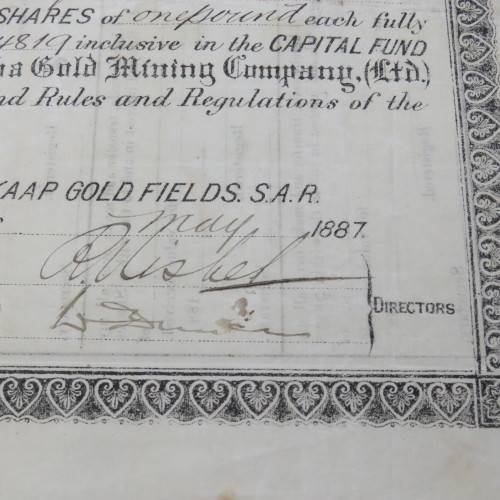 SHARES of one pound each fully
4819 inclusive in the CAPITAL FUND
Gold Mining Company, (Ltd.)
nd Rules and Regulations of the
KAAP GOLD FIELDS. S.A.R.
May 1887.
DIRECTORS